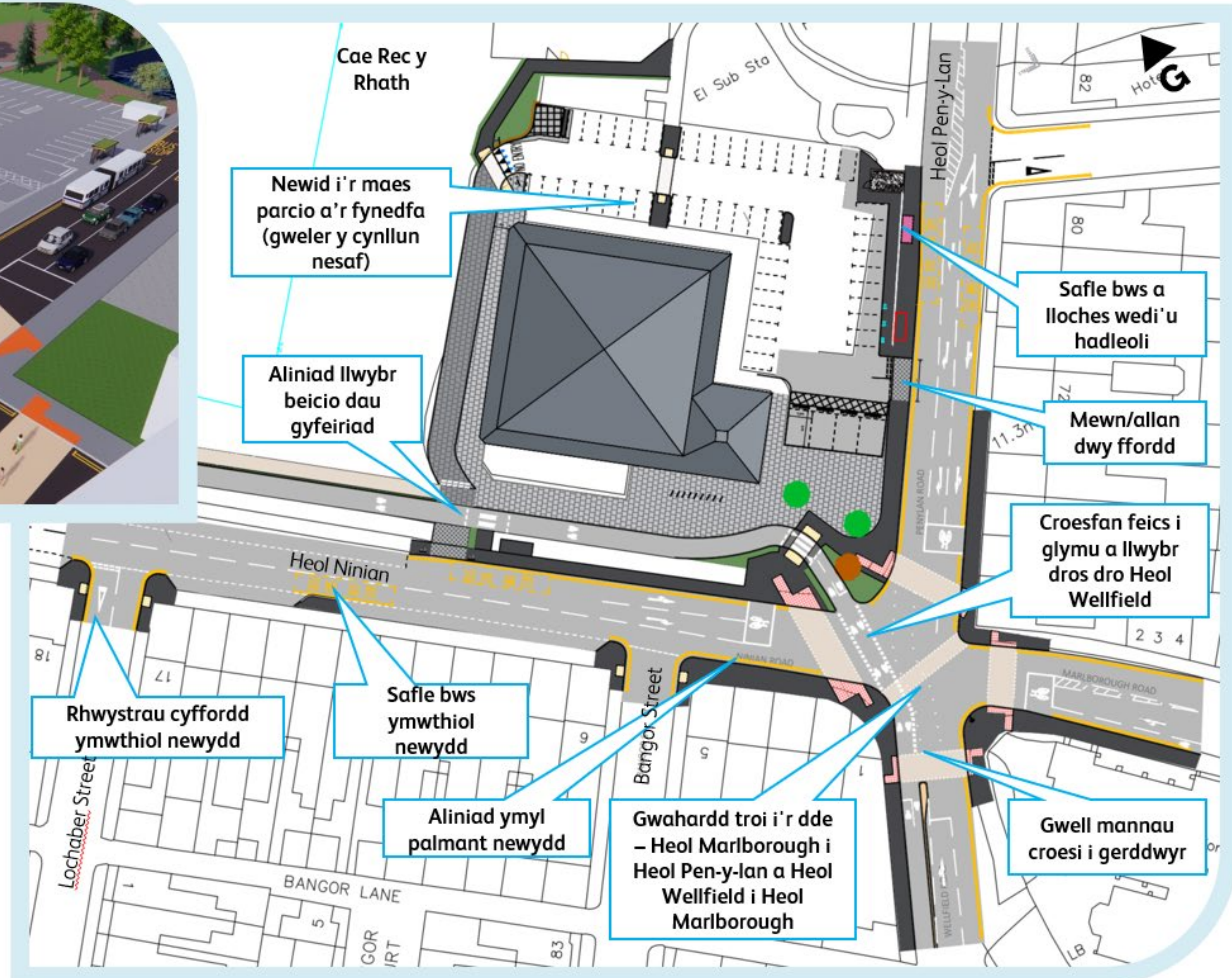 Cae Rec y
Rhath
El Sub Sta
Heol Pen-y-Lan
G
82
Hotel
Newid i'r maes
parcio a'r fynedfa
(gweler y cynllun
nesaf)
80
Safle bws a
lloches wedi'u
hadleoli
Aliniad llwybr
beicio dau
gyfeiriad
72
11.3m
Mewn/allan
dwy ffordd
PENYLAN ROAD
Croesfan feics i
glymu a llwybr
dros dro Heol
Wellfield
Heol Ninian
NINIAN ROAD
2 3 4
MARLBOROUGH ROAD
18
17
Rhwystrau cyffordd
ymwthiol newydd
Safle bws
ymwthiol
newydd
6
Bangor Street
5
1
Lochaber Street
Aliniad ymyl
palmant newydd
Gwahardd troi i'r dde
– Heol Marlborough i
Heol Pen-y-lan a Heol
Wellfield i Heol
Marlborough
Gwell mannau
croesi i gerddwyr
WELLFIELD
BANGOR LANE
1
5
83
LB